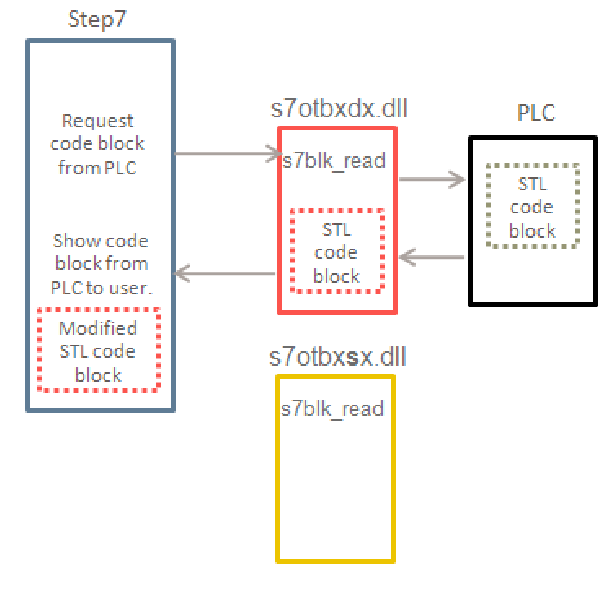 Step7
Request
code block
from PLC
Show code
block from
PLC to user.
Modified
STL code
block
s7otbxdx.dll
s7blk_read
STL
code
block
PLC
STL
code
block
s7otbxsx.dll
s7blk_read